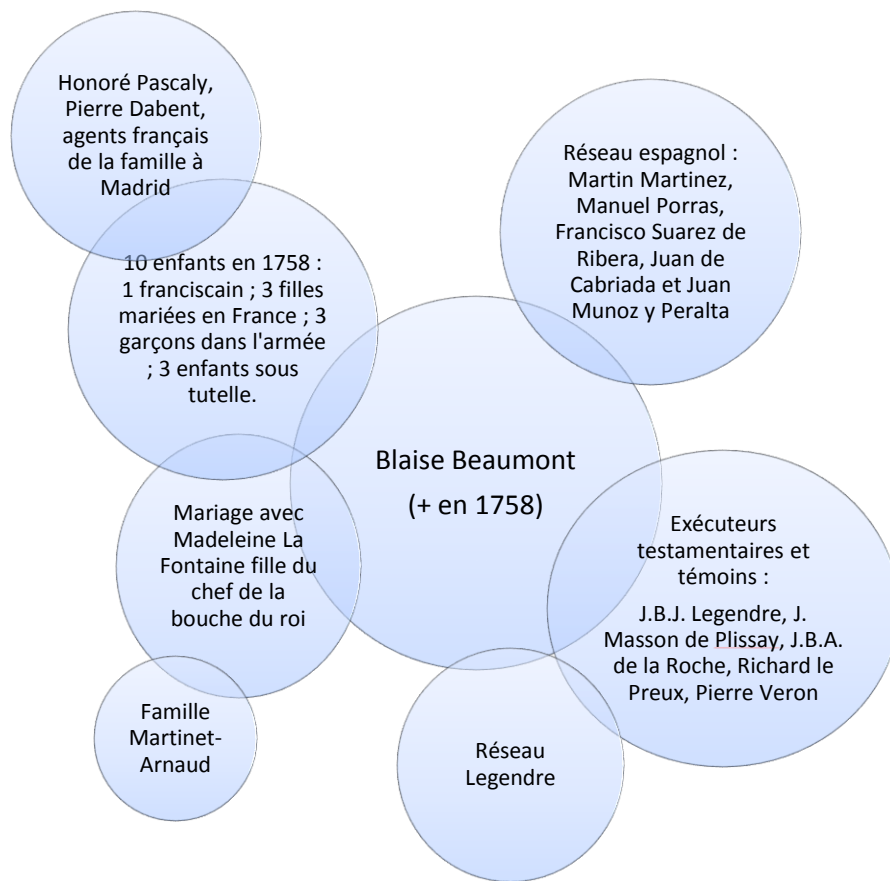 Honoré Pascaly,
Pierre Dabent,
agents français
de la famille à
Madrid
10 enfants en 1758 :
1 franciscain ; 3 filles
mariées en France ; 3
garçons dans l'armée
; 3 enfants sous
tutelle.
Mariage avec
Madeleine La
Fontaine fille du
chef de la
bouche du roi
Famille
Martinet-
Arnaud
Blaise Beaumont
(+ en 1758)
Réseau espagnol :
Martin Martinez,
Manuel Porras,
Francisco Suarez de
Ribera, Juan de
Cabriada et Juan
Munoz y Peralta
Exécuteurs
testamentaires et
témoins :
J.B.J. Legendre, J.
Masson de Plissay, J.B.A.
de la Roche, Richard le
Preux, Pierre Veron
Réseau
Legendre